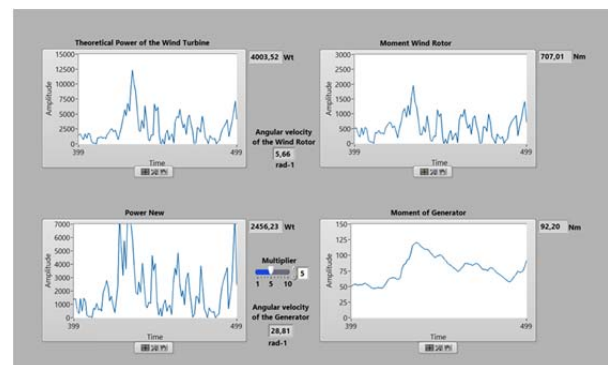 Theoretical Power of the Wind Turbine
15000
12500
10000
7500
5000
2500
0
Amplitude
399
499
Time
4003,52 Wt
Moment Wind Rotor
3000
2500
2000
1500
1000
500
0
Amplitude
399
499
Time
707,01 Nm
Angular velocity
of the Wind Rotor
5,66
rad-1
Power New
7000
6000
5000
4000
3000
2000
1000
0
Amplitude
399
499
Time
2456,23 Wt
Multiplier
5
1 5 10
Angular velocity
of the Generator
28,81
rad-1
Moment of Generator
150
125
100
75
50
25
0
Amplitude
399
499
Time
92,20 Nm